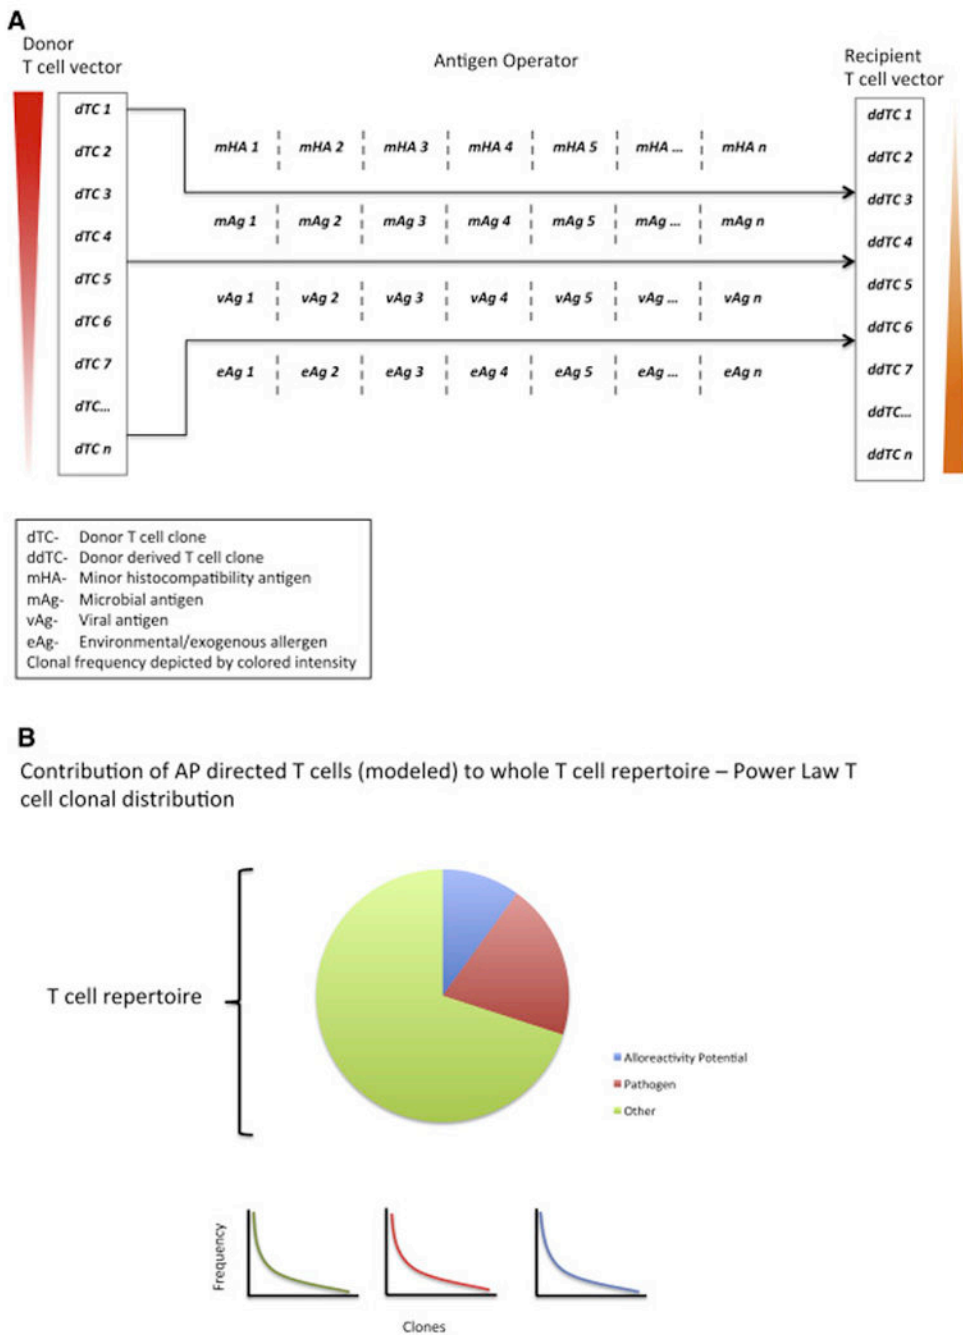 A
Donor
T cell vector
Antigen Operator
Recipient
T cell vector
dTC 1
dTC 2
dTC 3
dTC 4
dTC 5
dTC 6
dTC 7
dTC...
dTC n
mHA 1 mHA 2 mHA 3 mHA 4 mHA 5 mHA ... mHA n
mAg 1 mAg 2 mAg 3 mAg 4 mAg 5 mAg ... mAg n
vAg 1 vAg 2 vAg 3 vAg 4 vAg 5 vAg ... vAg n
eAg 1 eAg 2 eAg 3 eAg 4 eAg 5 eAg ... eAg n
ddTC 1
ddTC 2
ddTC 3
ddTC 4
ddTC 5
ddTC 6
ddTC 7
ddTC...
ddTC n
dTC- Donor T cell clone
ddTC- Donor derived T cell clone
mHA- Minor histocompatibility antigen
mAg- Microbial antigen
vAg- Viral antigen
eAg- Environmental/exogenous allergen
Clonal frequency depicted by colored intensity
B
Contribution of AP directed T cells (modeled) to whole T cell repertoire – Power Law T
cell clonal distribution
T cell repertoire
Alloreactivity Potential
Pathogen
Other
Frequency
Clones